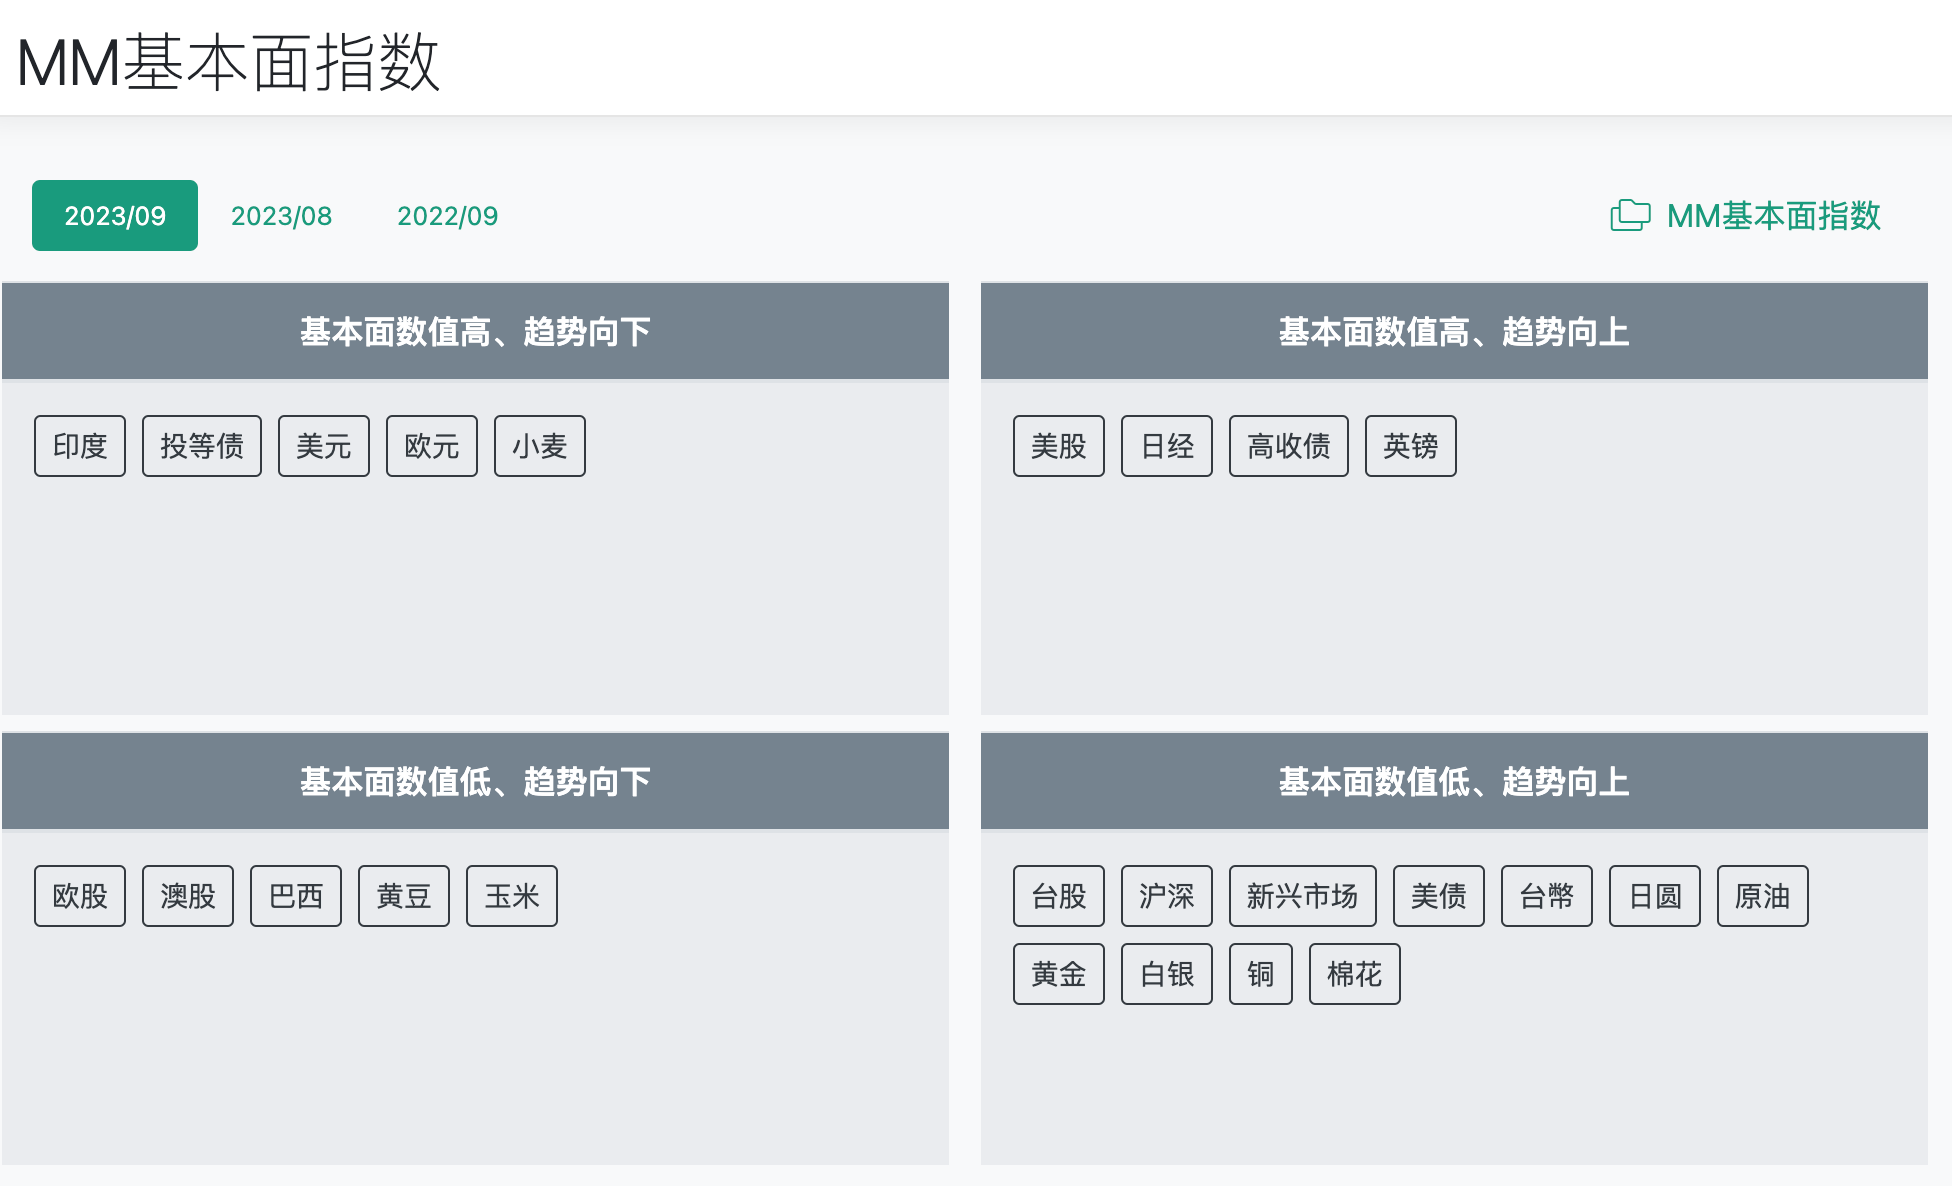 MM基本面指数
2023/09 2023/08 2022/09 MM基本面指数
基本面数值高、趋势向下
印度 投等债 美元 欧元 小麦
基本面数值高、趋势向上
美股 日经 高收债 英镑
基本面数值低、趋势向下
欧股 澳股 巴西 黄豆 玉米
基本面数值低、趋势向上
台股 沪深 新兴市场 美债 台幣 日圆 原油
黄金 白银 铜 棉花